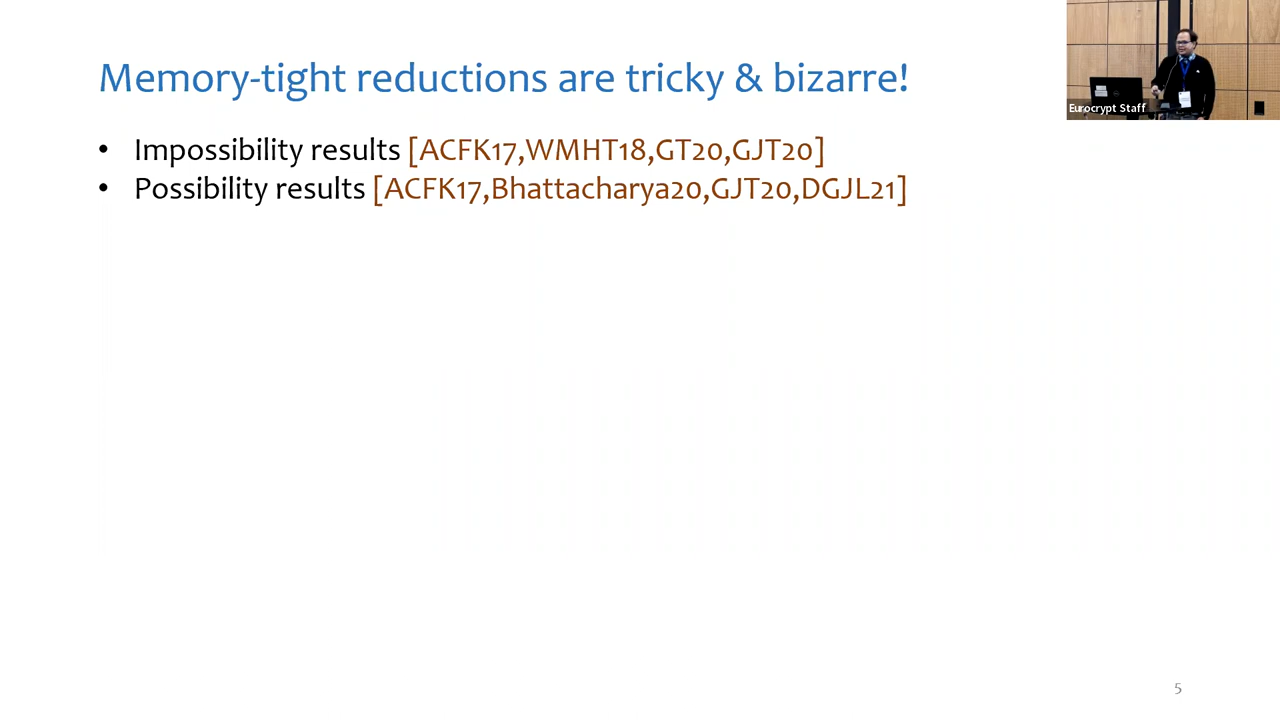 Memory-tight reductions are tricky & bizarre!
Eurocrypt Staff
• Impossibility results [ACFK17,WMHT18,GT20,GJT20]
• Possibility results [ACFK17,Bhattacharya20,GJT20,DGJL21]
5